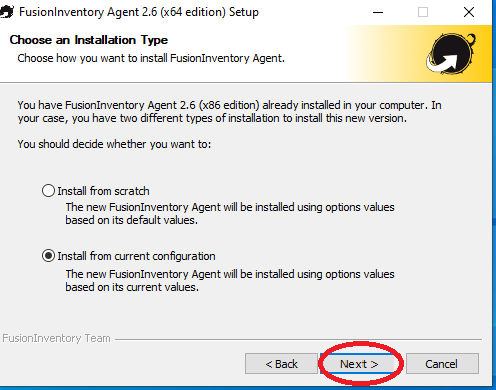 FusionInventory Agent 2.6 (x64 edition) Setup
Choose an Installation Type
Choose how you want to install FusionInventory Agent.
You have FusionInventory Agent 2.6 (x86 edition) already installed in your computer. In
your case, you have two different types of installation to install this new version.
You should decide whether you want to:
Install from scratch
The new FusionInventory Agent will be installed using options values
based on its default values.
Install from current configuration
The new FusionInventory Agent will be installed using options values
based on its current values.
FusionInventory Team
< Back Next > Cancel